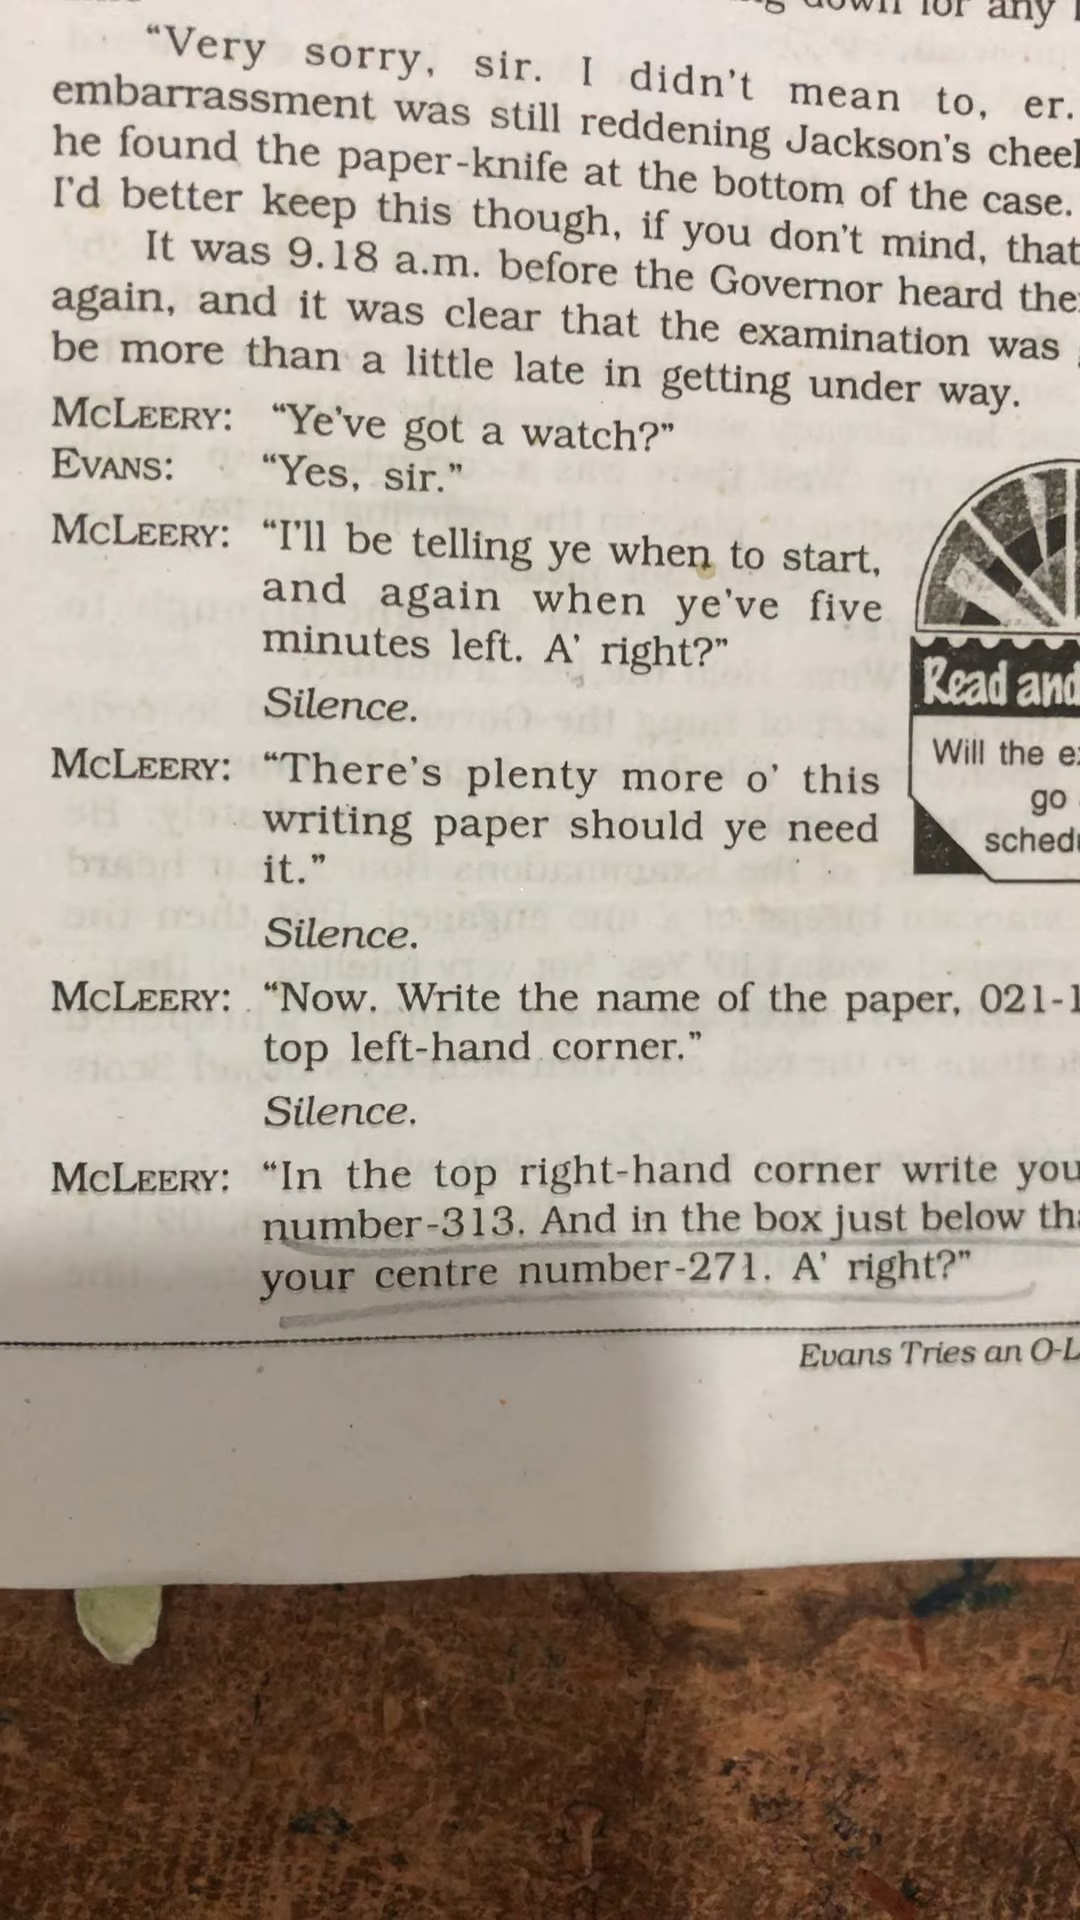 down for any
"Very sorry, sir. I didn't mean to, er.
embarrassment was still reddening Jackson's
he found the paper-knife at the bottom of the case.
I'd better keep this though, if you don't mind, that
It was 9.18 a.m. before the Governor heard
again, and it was clear that the examination was
be more than a little late in getting under way.
McLEERY: "Ye've got a watch?"
EVANS: "Yes, sir."
McLEERY: "I'll be telling ye when to start,
and again when ye've five
minutes left. A' right?"
Silence.
McLEERY: "There's plenty more o' this
writing paper should ye need
it."
Silence.
McLEERY: "Now. Write the name of the paper, 021-1
top left-hand corner."
Silence.
McLEERY: "In the top right-hand corner write
number-313. And in the box just below
your centre number-271. A' right?"
Read and
Will the
go
Evans Tries an